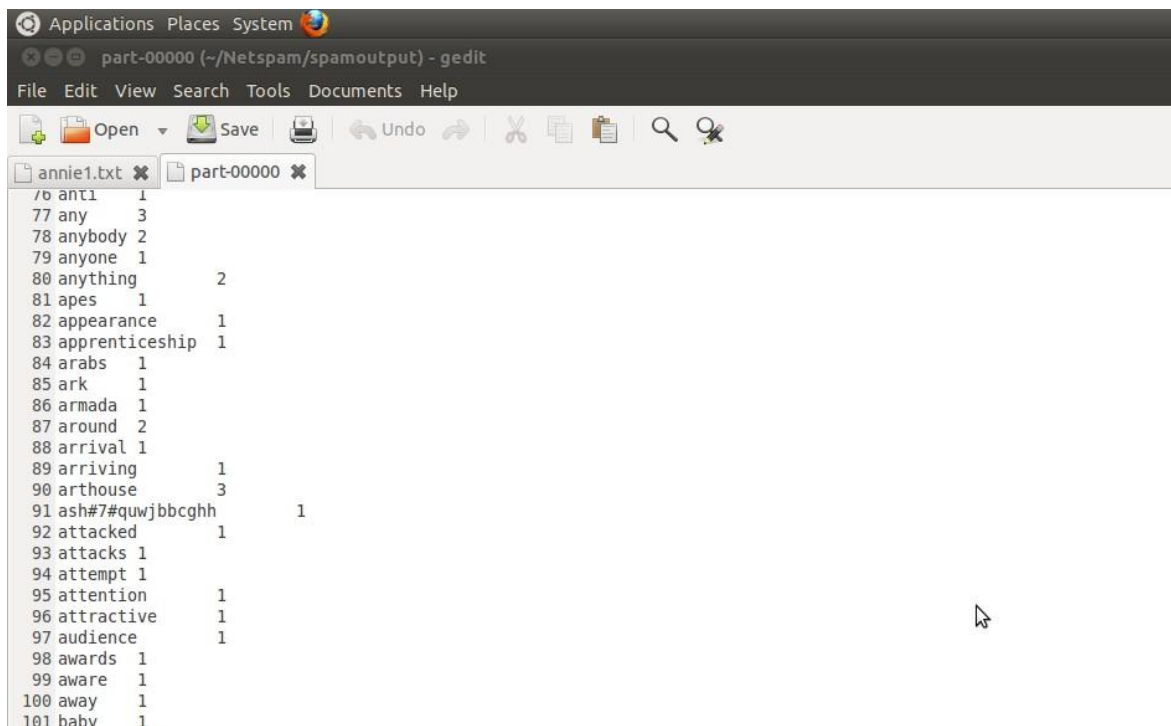 Applications Places System
part-00000 (~/Netspam/spamoutput) - gedit
File Edit View Search Tools Documents Help
Open Save Undo
annie1.txt part-00000
76 anti 1
77 any 3
78 anybody 2
79 anyone 1
80 anything 2
81 apes 1
82 appearance 1
83 apprenticeship 1
84 arabs 1
85 ark 1
86 armada 1
87 around 2
88 arrival 1
89 arriving 1
90 arthouse 3
91 ash#7#quwjbbcghh 1
92 attacked 1
93 attacks 1
94 attempt 1
95 attention 1
96 attractive 1
97 audience 1
98 awards 1
99 aware 1
100 away 1
101 baby 1